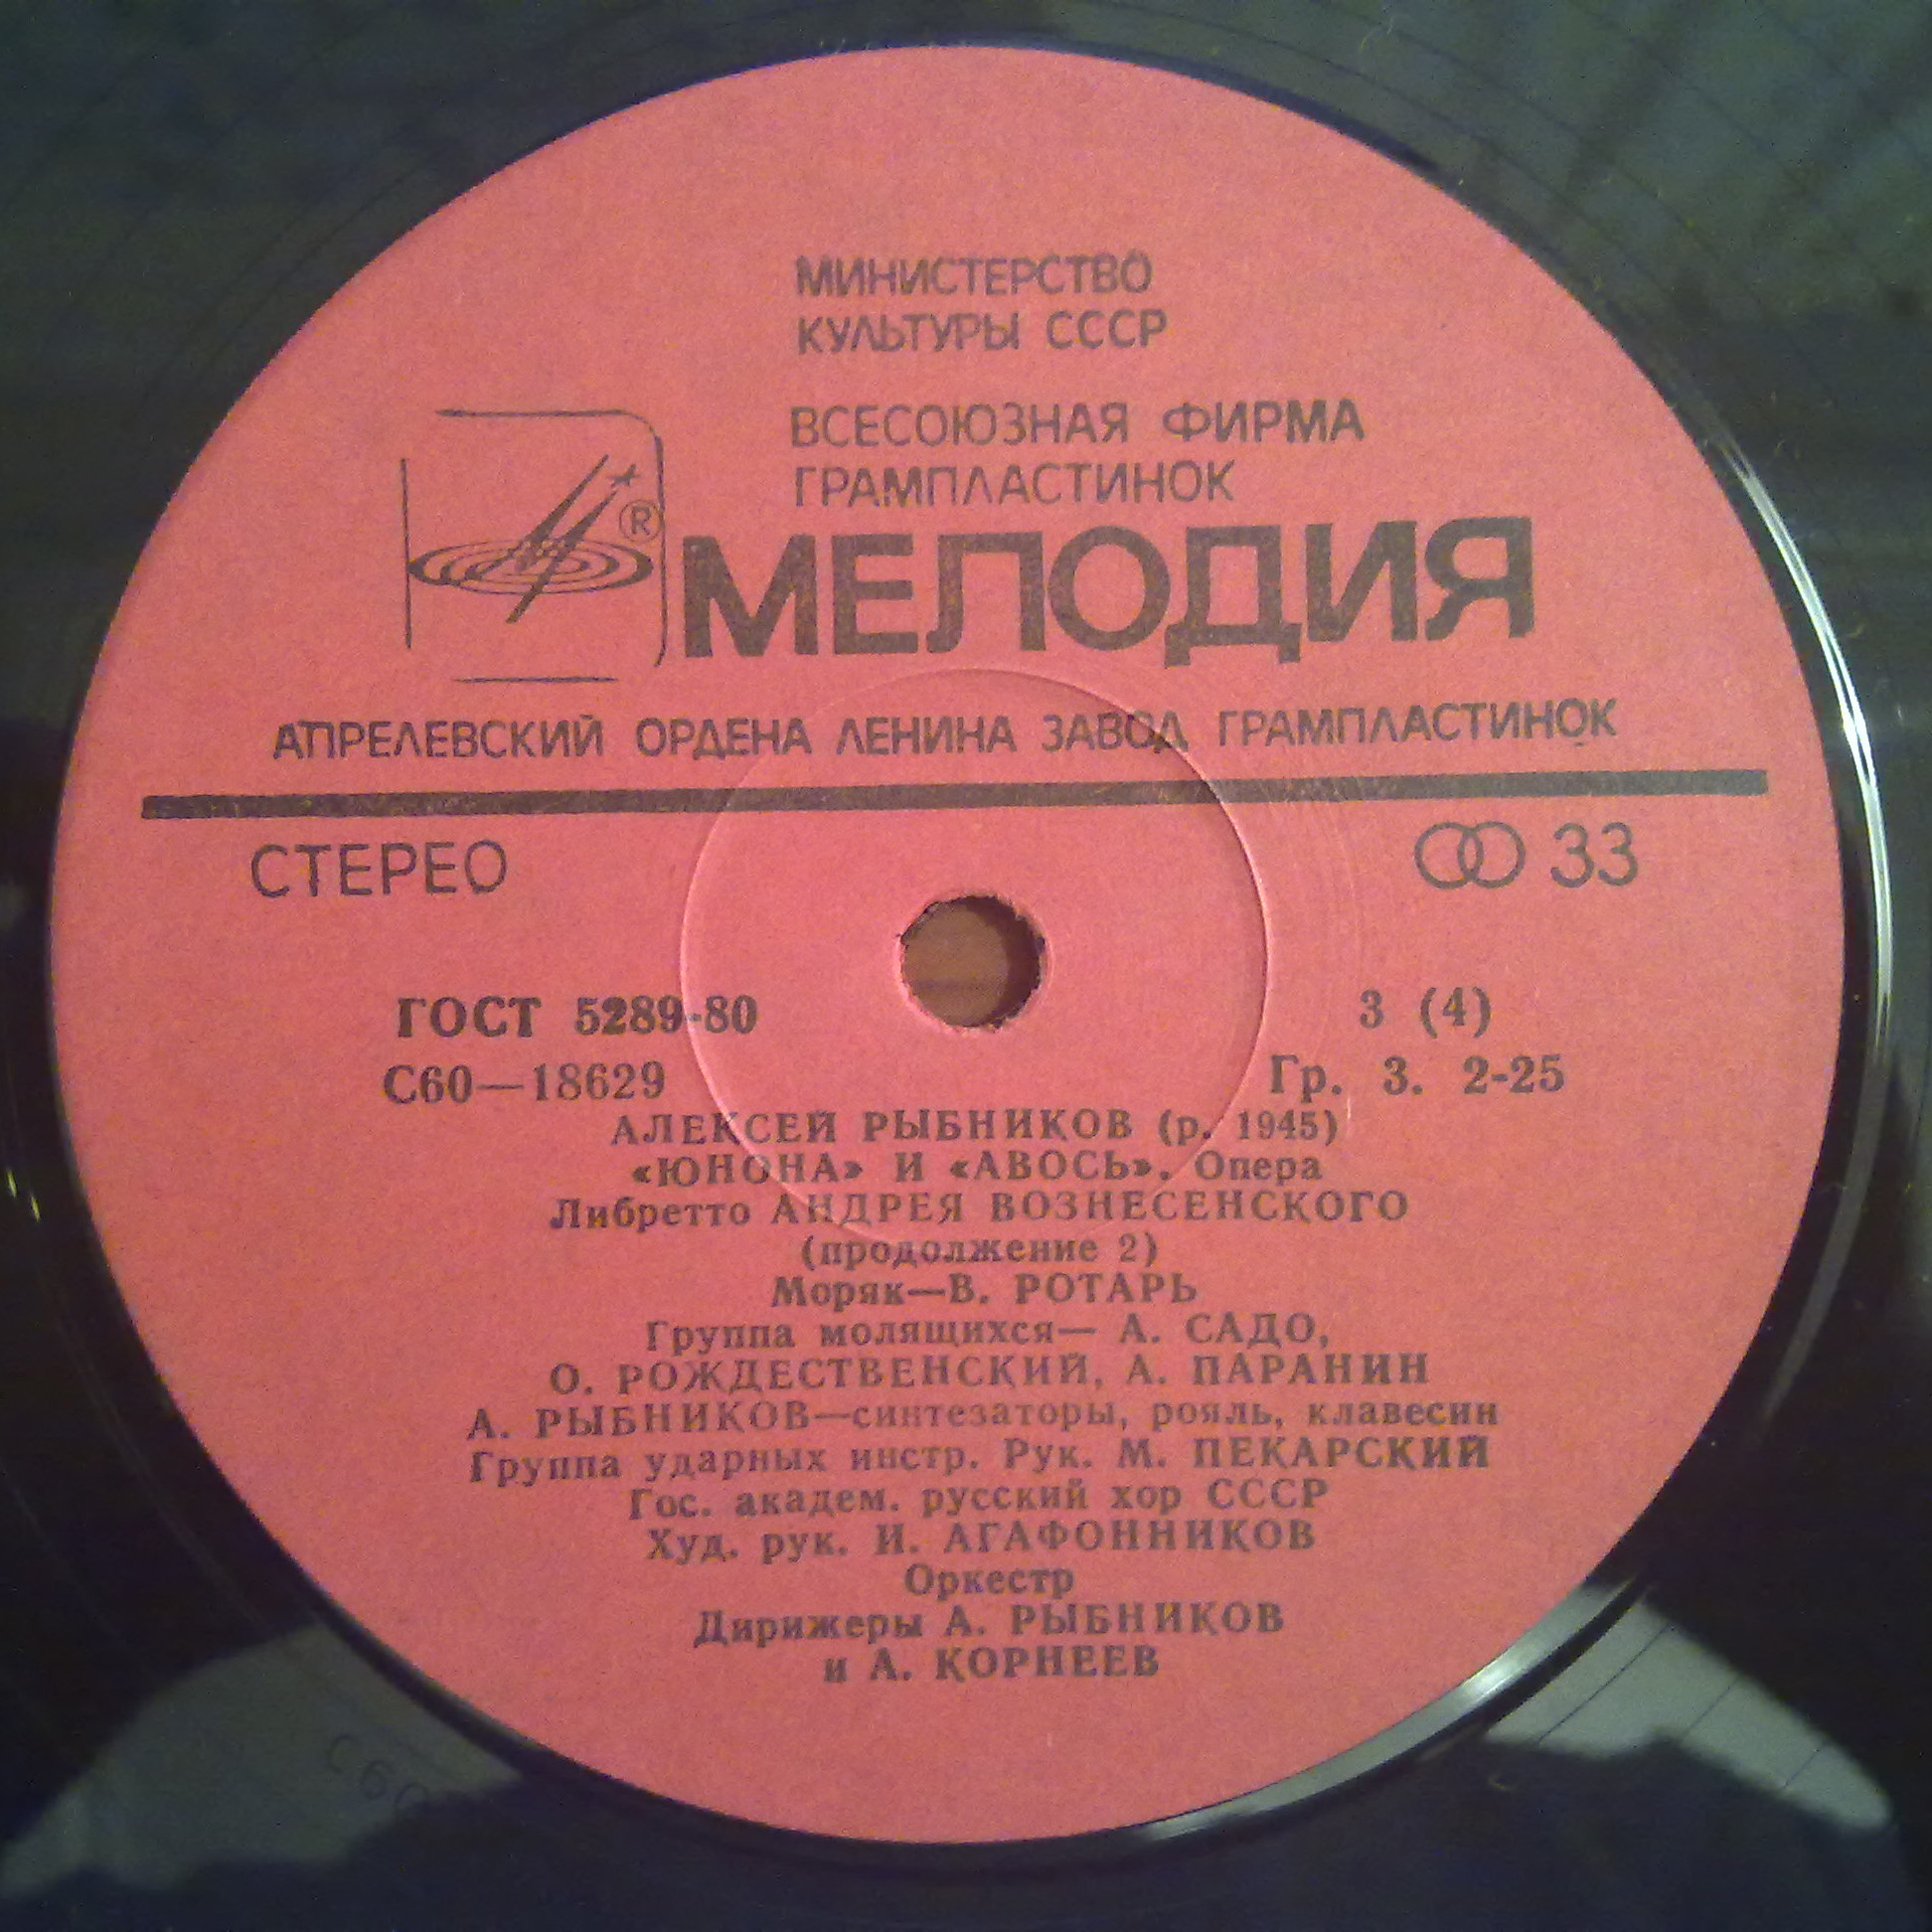 МИНИСТЕРСТВО
КУЛЬТУРЫ СССР
ВСЕСОЮЗНАЯ ФИРМА
ГРАМПЛАСТИНОК
® МЕЛОДИЯ
АПРЕЛЕВСКИЙ ОРДЕНА ЛЕНИНА ЗАВОД ГРАМПЛАСТИНОК
СТЕРЕО 33
ГОСТ 5289-80 3 (4)
С60—18629 Гр. 3. 2-25
АЛЕКСЕЙ РЫБНИКОВ (р. 1945)
«ЮНОНА» И «АВОСЬ». Опера
Либретто АНДРЕЯ ВОЗНЕСЕНСКОГО
(продолжение 2)
Моряк—В. РОТАРЬ
Группа молящихся— А. САДО,
О. РОЖДЕСТВЕНСКИЙ, А. ПАРАНИН
А. РЫБНИКОВ—синтезаторы, рояль, клавесин
Группа ударных инстр. Рук. М. ПЕКАРСКИЙ
Гос. академ. русский хор СССР
Худ. рук. И. АГАФОННИКОВ
Оркестр
Дирижеры А. РЫБНИКОВ
и А. КОРНЕЕВ